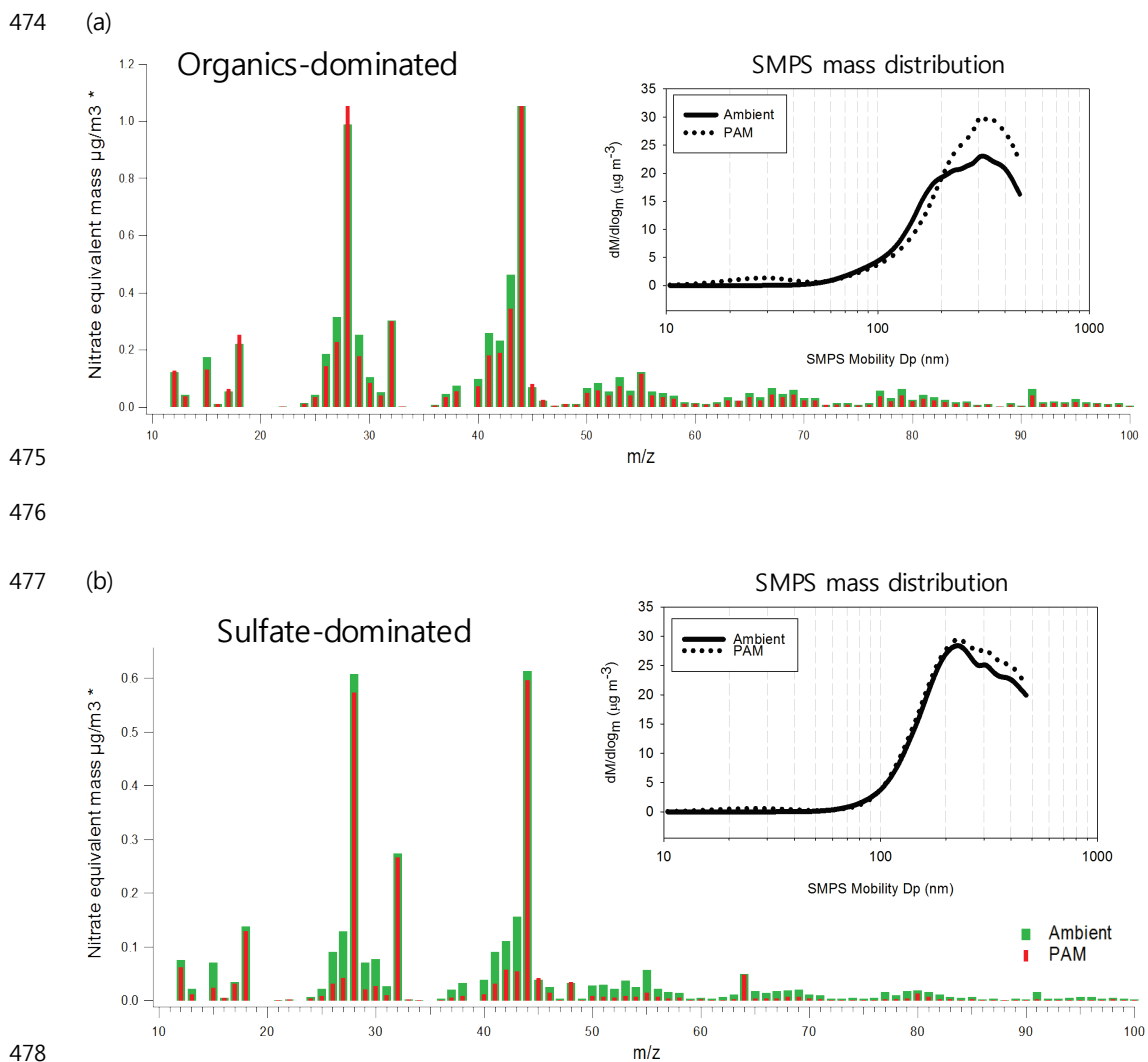 474 (a)
Organics-dominated
SMPS mass distribution
Nitrate equivalent mass µg/m3 *
1.2
1.0
0.8
0.6
0.4
0.2
0.0
10 20 30 40 50 60 70 80 90 100
m/z
Ambient
PAM
dM/dlogm (µg m-3)
35
30
25
20
15
10
5
0
10 100 1000
SMPS Mobility Dp (nm)
475
476
477 (b)
Sulfate-dominated
SMPS mass distribution
Nitrate equivalent mass µg/m3 *
0.6
0.5
0.4
0.3
0.2
0.1
0.0
10 20 30 40 50 60 70 80 90 100
m/z
Ambient
PAM
dM/dlogm (µg m-3)
35
30
25
20
15
10
5
0
10 100 1000
SMPS Mobility Dp (nm)
Ambient
PAM
478